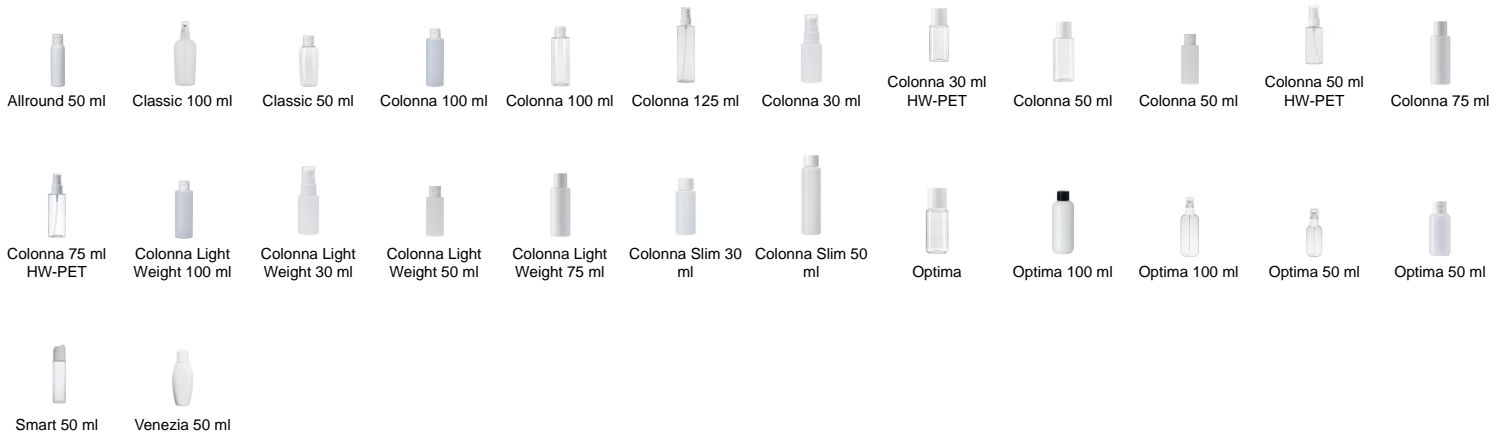 Allround 50 ml
Classic 100 ml
Classic 50 ml
Colonna 100 ml
Colonna 100 ml
Colonna 125 ml
Colonna 30 ml
Colonna 30 ml
HW-PET
Colonna 50 ml
Colonna 50 ml
Colonna 50 ml
HW-PET
Colonna 75 ml
Colonna 75 ml
HW-PET
Colonna Light
Weight 100 ml
Colonna Light
Weight 30 ml
Colonna Light
Weight 50 ml
Colonna Light
Weight 75 ml
Colonna Slim 30
ml
Colonna Slim 50
ml
Optima
Optima 100 ml
Optima 100 ml
Optima 50 ml
Optima 50 ml
Smart 50 ml
Venezia 50 ml